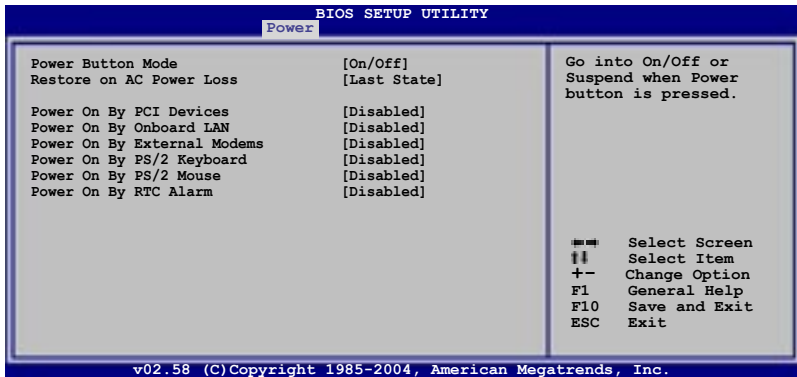 BIOS SETUP UTILITY
Power
Power Button Mode [On/Off]
Restore on AC Power Loss [Last State]
Power On By PCI Devices [Disabled]
Power On By Onboard LAN [Disabled]
Power On By External Modems [Disabled]
Power On By PS/2 Keyboard [Disabled]
Power On By PS/2 Mouse [Disabled]
Power On By RTC Alarm [Disabled]
Go into On/Off or
Suspend when Power
button is pressed.
←→ Select Screen
↑↓ Select Item
+- Change Option
F1 General Help
F10 Save and Exit
ESC Exit
v02.58 (C)Copyright 1985-2004, American Megatrends, Inc.